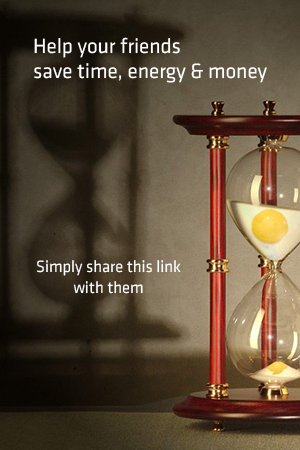 Help your friends
save time, energy & money
Simply share this link
with them